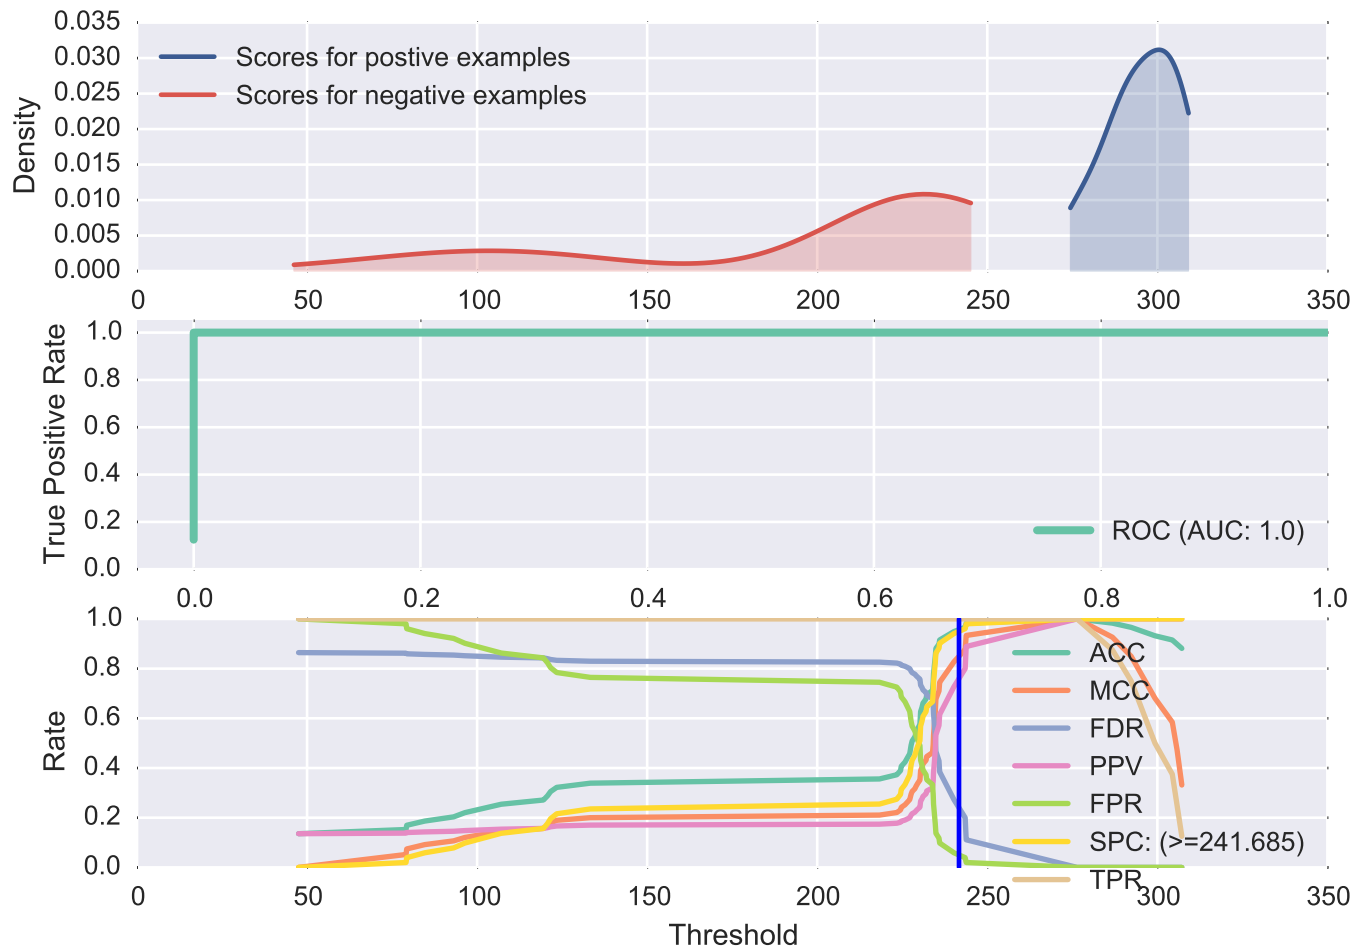 0.035
0.030
0.025
0.020
0.015
0.010
0.005
0.000
Density
Scores for postive examples
Scores for negative examples
0 50 100 150 200 250 300 350
True Positive Rate
1.0
0.8
0.6
0.4
0.2
0.0
ROC (AUC: 1.0)
0.0 0.2 0.4 0.6 0.8 1.0
Rate
1.0
0.8
0.6
0.4
0.2
0.0
ACC
MCC
FDR
PPV
FPR
SPC: (>=241.685)
TPR
0 50 100 150 200 250 300 350
Threshold